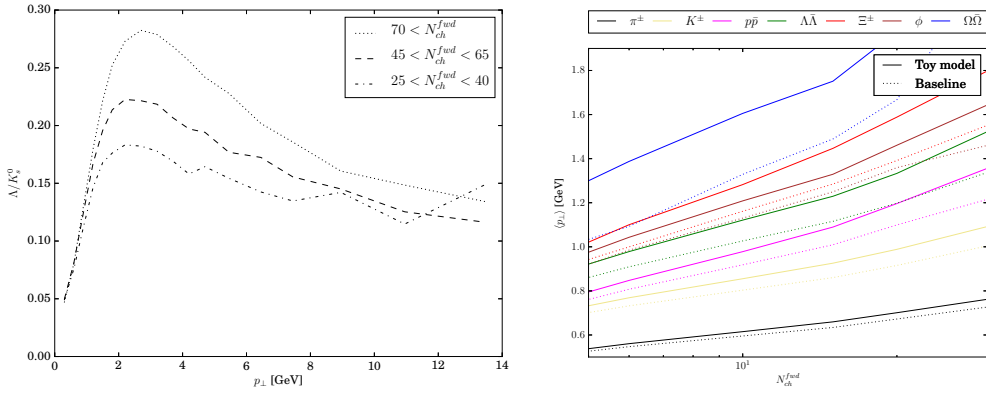 0.30
0.25
0.20
0.15
0.10
0.05
0.00
Λ/K_s^0
70 < N_{ch}^{fwd}
45 < N_{ch}^{fwd} < 65
25 < N_{ch}^{fwd} < 40
0 2 4 6 8 10 12 14
p_⊥ [GeV]
π^± K^± pp̄ ΛΛ̄ Ξ^± ϕ ΩΩ̄
Toy model
Baseline
1.8
1.6
1.4
1.2
1.0
0.8
0.6
⟨p_⊥⟩ [GeV]
10^1
N_{ch}^{fwd}